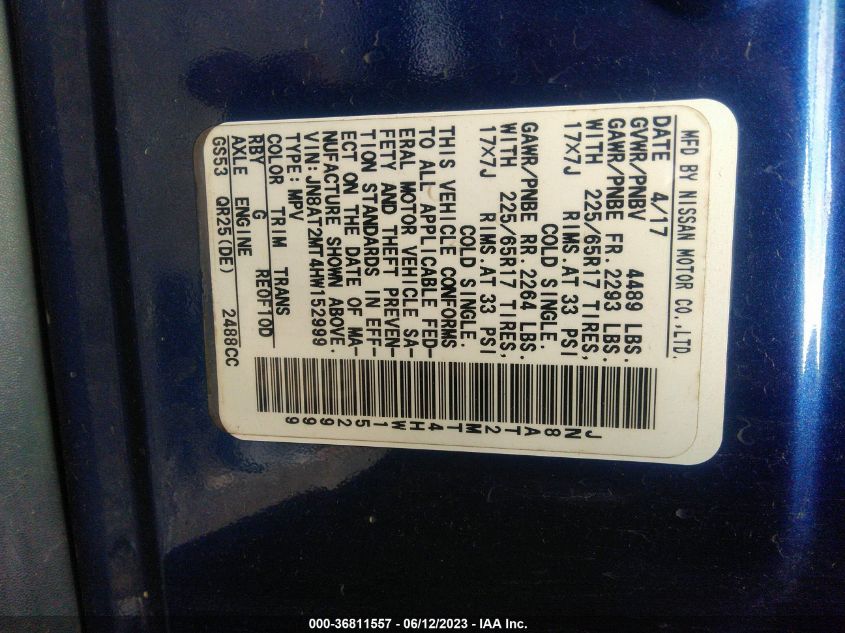 MFD BY NISSAN MOTOR CO.,LTD.
DATE 4/17
GVWR/PNBV 4489 LBS.
GAWR/PNBE FR. 2293 LBS.
WITH 225/65R17 TIRES,
17X7J RIMS. AT 33 PSI
COLD SINGLE.
GAWR/PNBE RR 2264 LBS.
WITH 225/65R17 TIRES,
17X7J RIMS. AT 33 PSI
COLD SINGLE.
THIS VEHICLE CONFORMS
TO ALL APPLICABLE FED-
ERAL MOTOR VEHICLE SA-
FETY AND THEFT PREVEN-
TION STANDARDS IN EFF-
ECT ON THE DATE OF MA-
NUFACTURE SHOWN ABOVE.
VIN: JN8AT2MT4HW152999
TYPE: MPV
COLOR TRIM TRANS
RBY G RE0F10D
AXLE ENGINE
GS53 QR25(DE) 2488CC
JN8AT2MT4HW152999
000-36811557 - 06/12/2023 - IAA Inc.